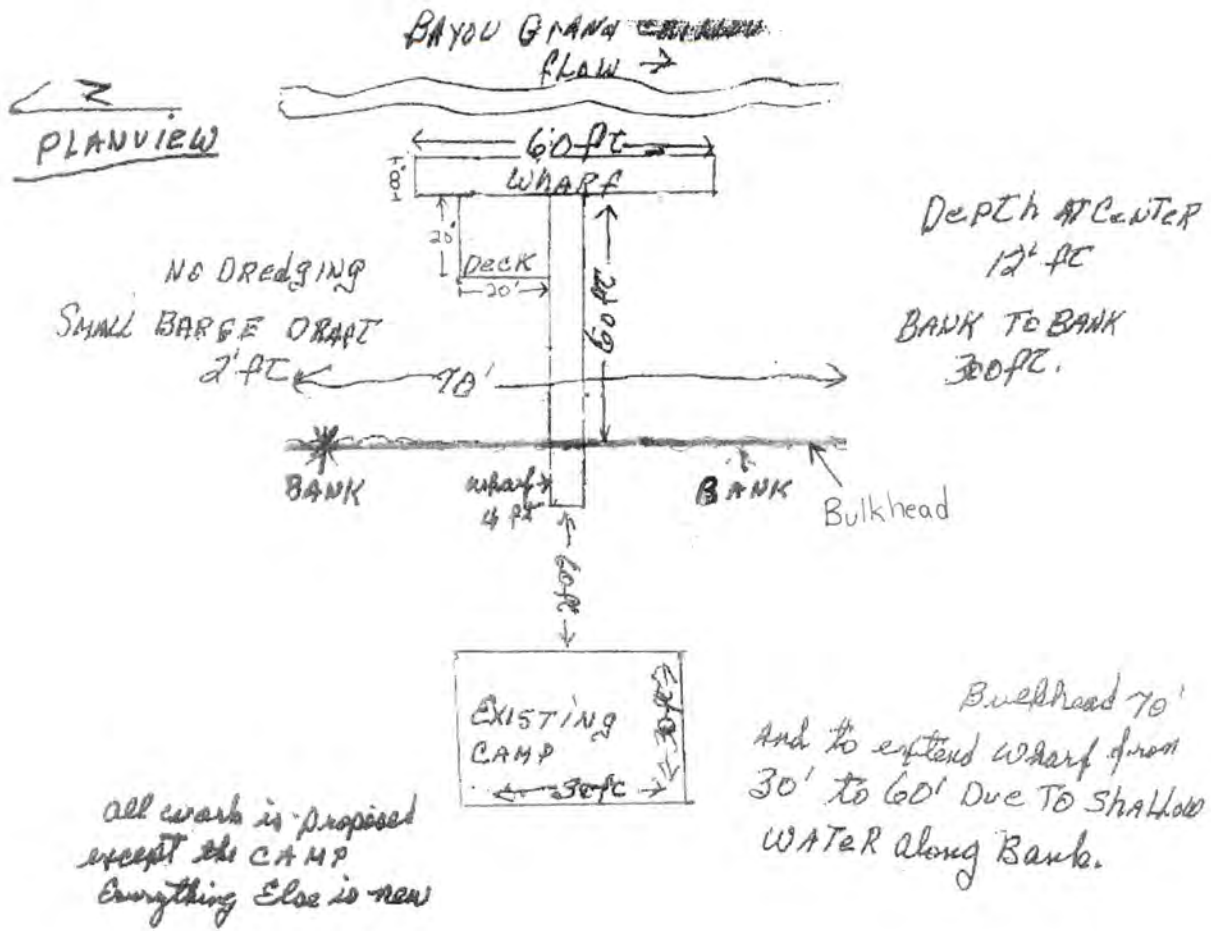 BAYOU GRAND
flow →
N
PLANVIEW
60 ft
8'
Wharf
20'
Deck
20'
60 ft
Depth AT CENTER
12' ft
NO DREDGING
SMALL BARGE DRAFT
2' ft
BANK TO BANK
300 ft.
70'
BANK
wharf
4 ft
BANK
Bulkhead
60 ft
EXISTING
CAMP
30 ft
30 ft
Bulkhead 70'
And to extend Wharf from
30' to 60' Due To Shallow
WATER along Bank.
all work is proposed
except the CAMP
Everything Else is new